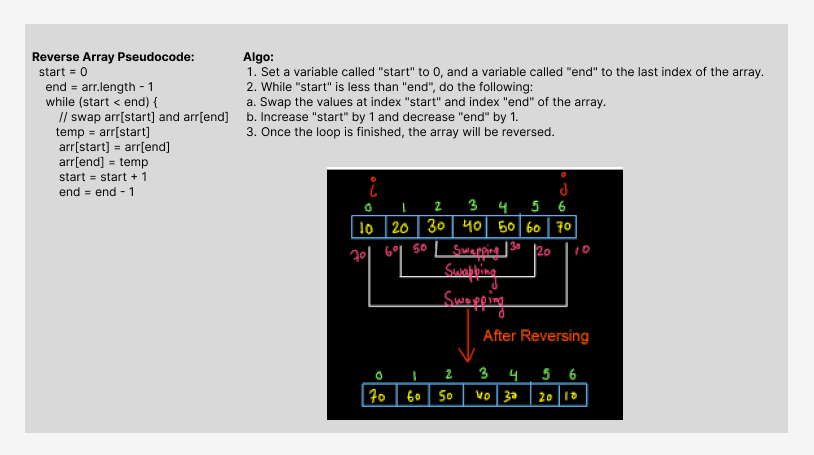 Reverse Array Pseudocode:
start = 0
end = arr.length - 1
while (start < end) {
// swap arr[start] and arr[end]
temp = arr[start]
arr[start] = arr[end]
arr[end] = temp
start = start + 1
end = end - 1
Algo:
1. Set a variable called "start" to 0, and a variable called "end" to the last index of the array.
2. While "start" is less than "end", do the following:
a. Swap the values at index "start" and index "end" of the array.
b. Increase "start" by 1 and decrease "end" by 1.
3. Once the loop is finished, the array will be reversed.
i j
0 1 2 3 4 5 6
10 20 30 40 50 60 70
70 60 50 Swapping 30 20 10
Swapping
Swapping
After Reversing
0 1 2 3 4 5 6
70 60 50 40 30 20 10